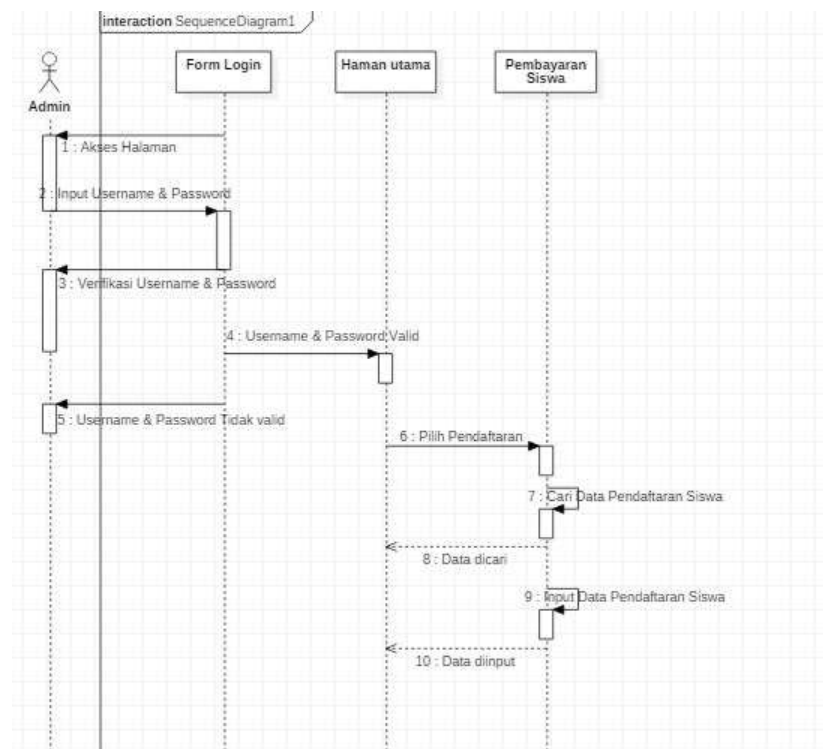 interaction SequenceDiagram1
Admin
Form Login
Haman utama
Pembayaran
Siswa
1 : Akses Halaman
2 : Input Username & Password
3 : Verifikasi Username & Password
4 : Username & Password Valid
5 : Username & Password Tidak valid
6 : Pilih Pendaftaran
7 : Cari Data Pendaftaran Siswa
8 : Data dicari
9 : Input Data Pendaftaran Siswa
10 : Data diinput